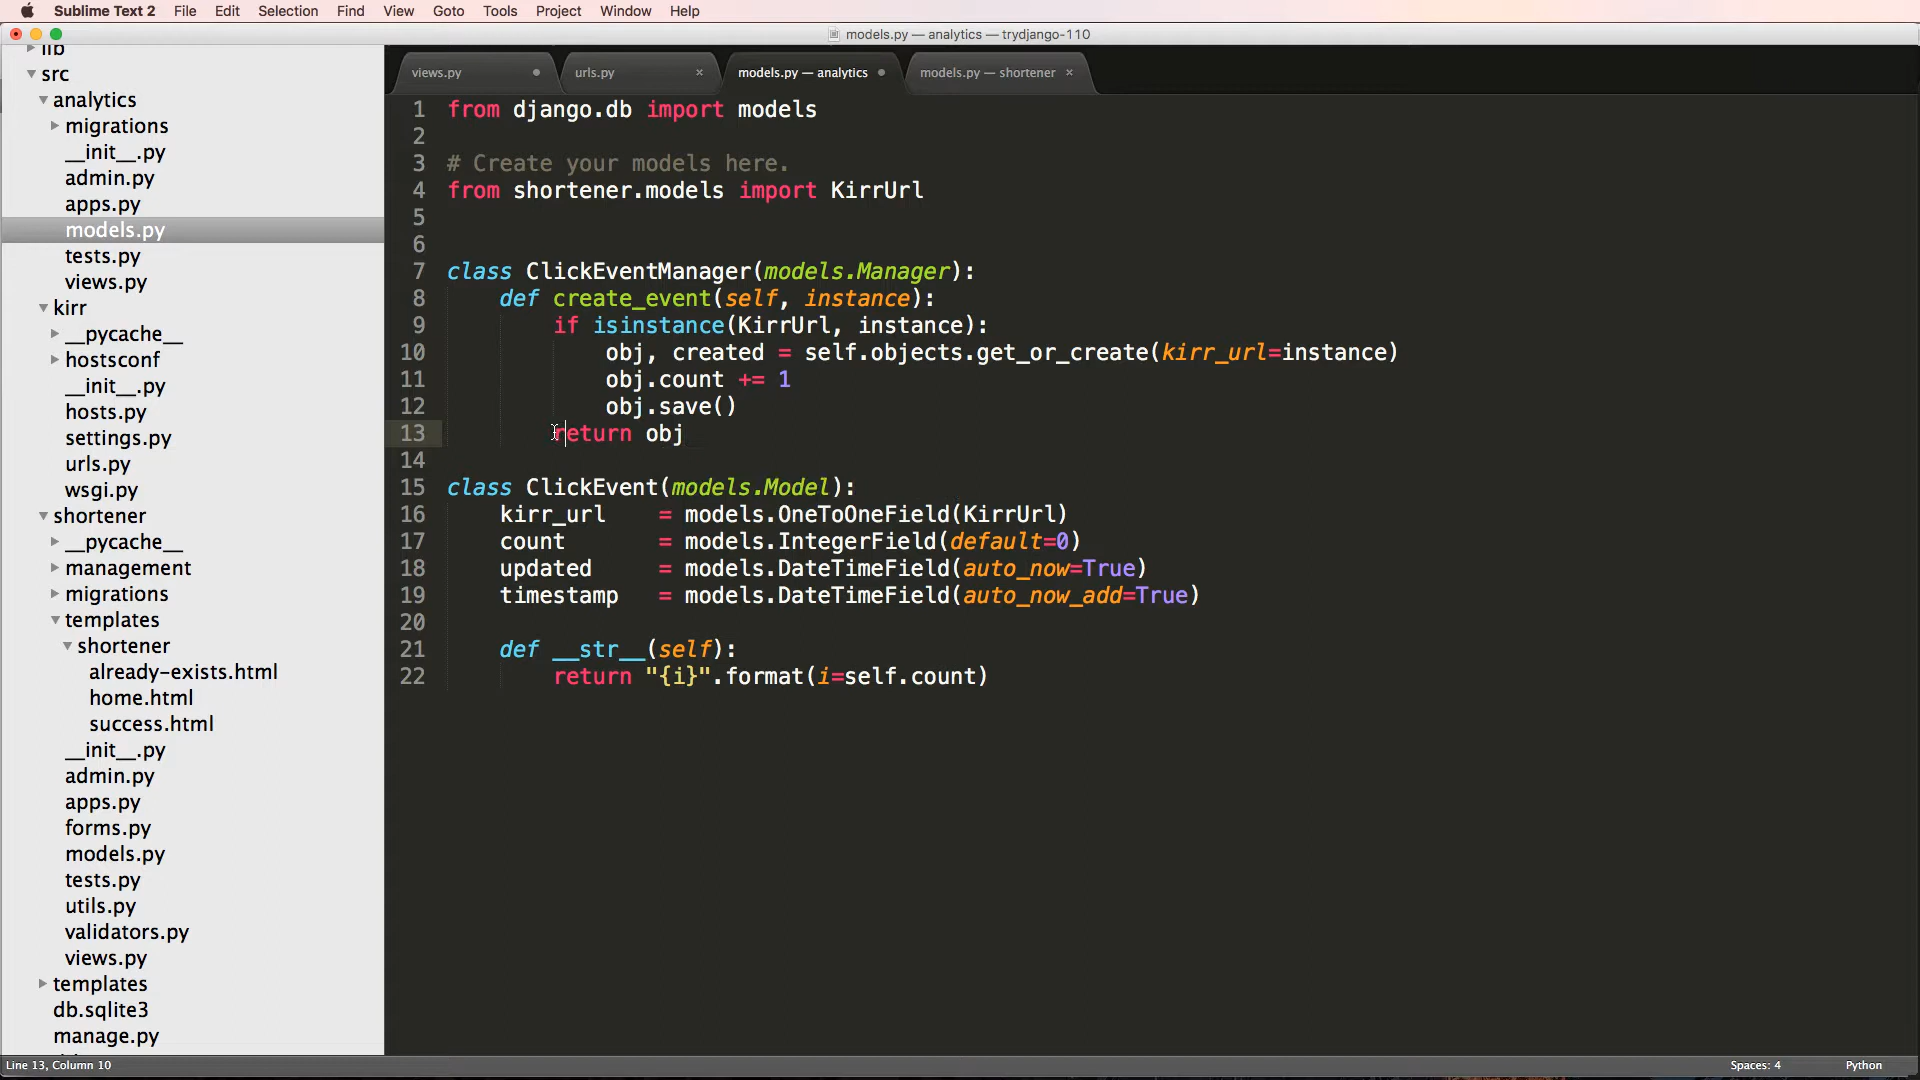 Sublime Text 2 File Edit Selection Find View Goto Tools Project Window Help
models.py — analytics — trydjango-110
lib
src
analytics
migrations
__init__.py
admin.py
apps.py
models.py
tests.py
views.py
kirr
__pycache__
hostsconf
__init__.py
hosts.py
settings.py
urls.py
wsgi.py
shortener
__pycache__
management
migrations
templates
shortener
already-exists.html
home.html
success.html
__init__.py
admin.py
apps.py
forms.py
models.py
tests.py
utils.py
validators.py
views.py
templates
db.sqlite3
manage.py
views.py urls.py × models.py — analytics models.py — shortener ×
1 from django.db import models
2
3 # Create your models here.
4 from shortener.models import KirrUrl
5
6
7 class ClickEventManager(models.Manager):
8 def create_event(self, instance):
9 if isinstance(KirrUrl, instance):
10 obj, created = self.objects.get_or_create(kirr_url=instance)
11 obj.count += 1
12 obj.save()
13 return obj
14
15 class ClickEvent(models.Model):
16 kirr_url = models.OneToOneField(KirrUrl)
17 count = models.IntegerField(default=0)
18 updated = models.DateTimeField(auto_now=True)
19 timestamp = models.DateTimeField(auto_now_add=True)
20
21 def __str__(self):
22 return "{i}".format(i=self.count)
Line 13, Column 10 Spaces: 4 Python